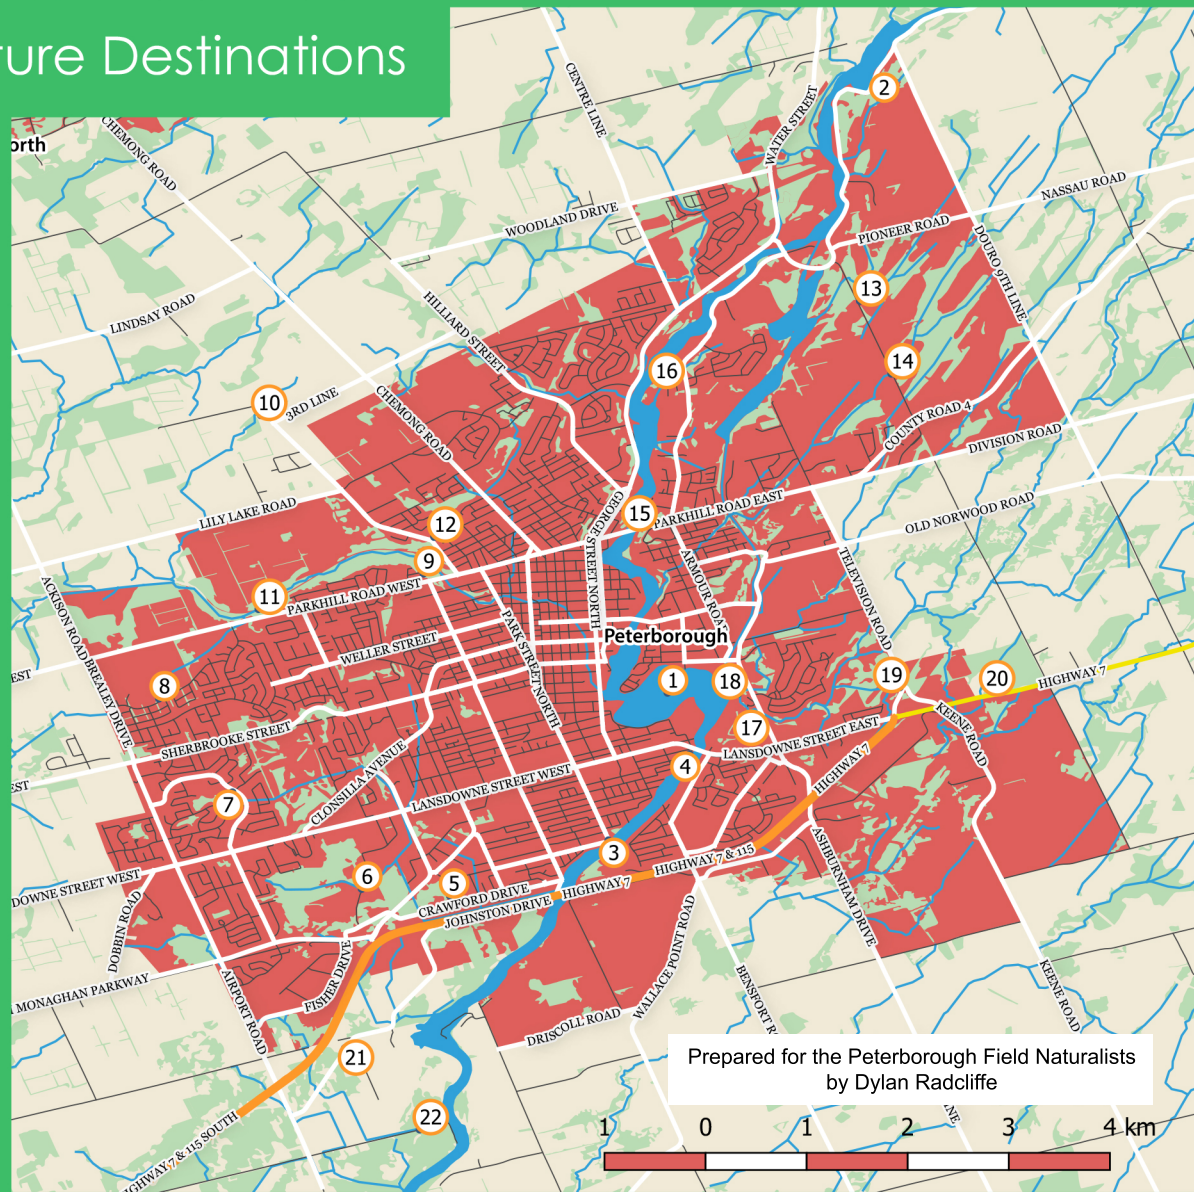 ure Destinations
orth
CHEMONG ROAD
CENTRE LINE
2
WATER STREET
WOODLAND DRIVE
NASSAU ROAD
PIONEER ROAD
DOURO 9TH LINE
13
LINDSAY ROAD
HILLIARD STREET
14
16
10
3RD LINE
CHEMONG ROAD
COUNTY ROAD 4
DIVISION ROAD
LILY LAKE ROAD
GEORGE STREET NORTH
15
PARKHILL ROAD EAST
OLD NORWOOD ROAD
12
9
ARMOUR ROAD
TELEVISION ROAD
ACKISON ROAD
11
PARKHILL ROAD WEST
PARK STREET NORTH
Peterborough
WELLER STREET
EST
8
BREALEY DRIVE
1
18
19
20
HIGHWAY 7
KEENE ROAD
17
SHERBROOKE STREET
LANSDOWNE STREET EAST
CLONSILLA AVENUE
4
HIGHWAY 7
EST
7
LANSDOWNE STREET WEST
3
HIGHWAY 7 & 115
ASHBURNHAM DRIVE
DOWNE STREET WEST
6
5
CRAWFORD DRIVE
HIGHWAY 7
JOHNSTON DRIVE
DOBBIN ROAD
WALLACE POINT ROAD
MONAGHAN PARKWAY
AIRPORT ROAD
FISHER DRIVE
BENSFORT R
KEENE ROAD
DRISCOLL ROAD
21
Prepared for the Peterborough Field Naturalists
by Dylan Radcliffe
22
HIGHWAY 7 & 115 SOUTH
NE
1 0 1 2 3 4 km